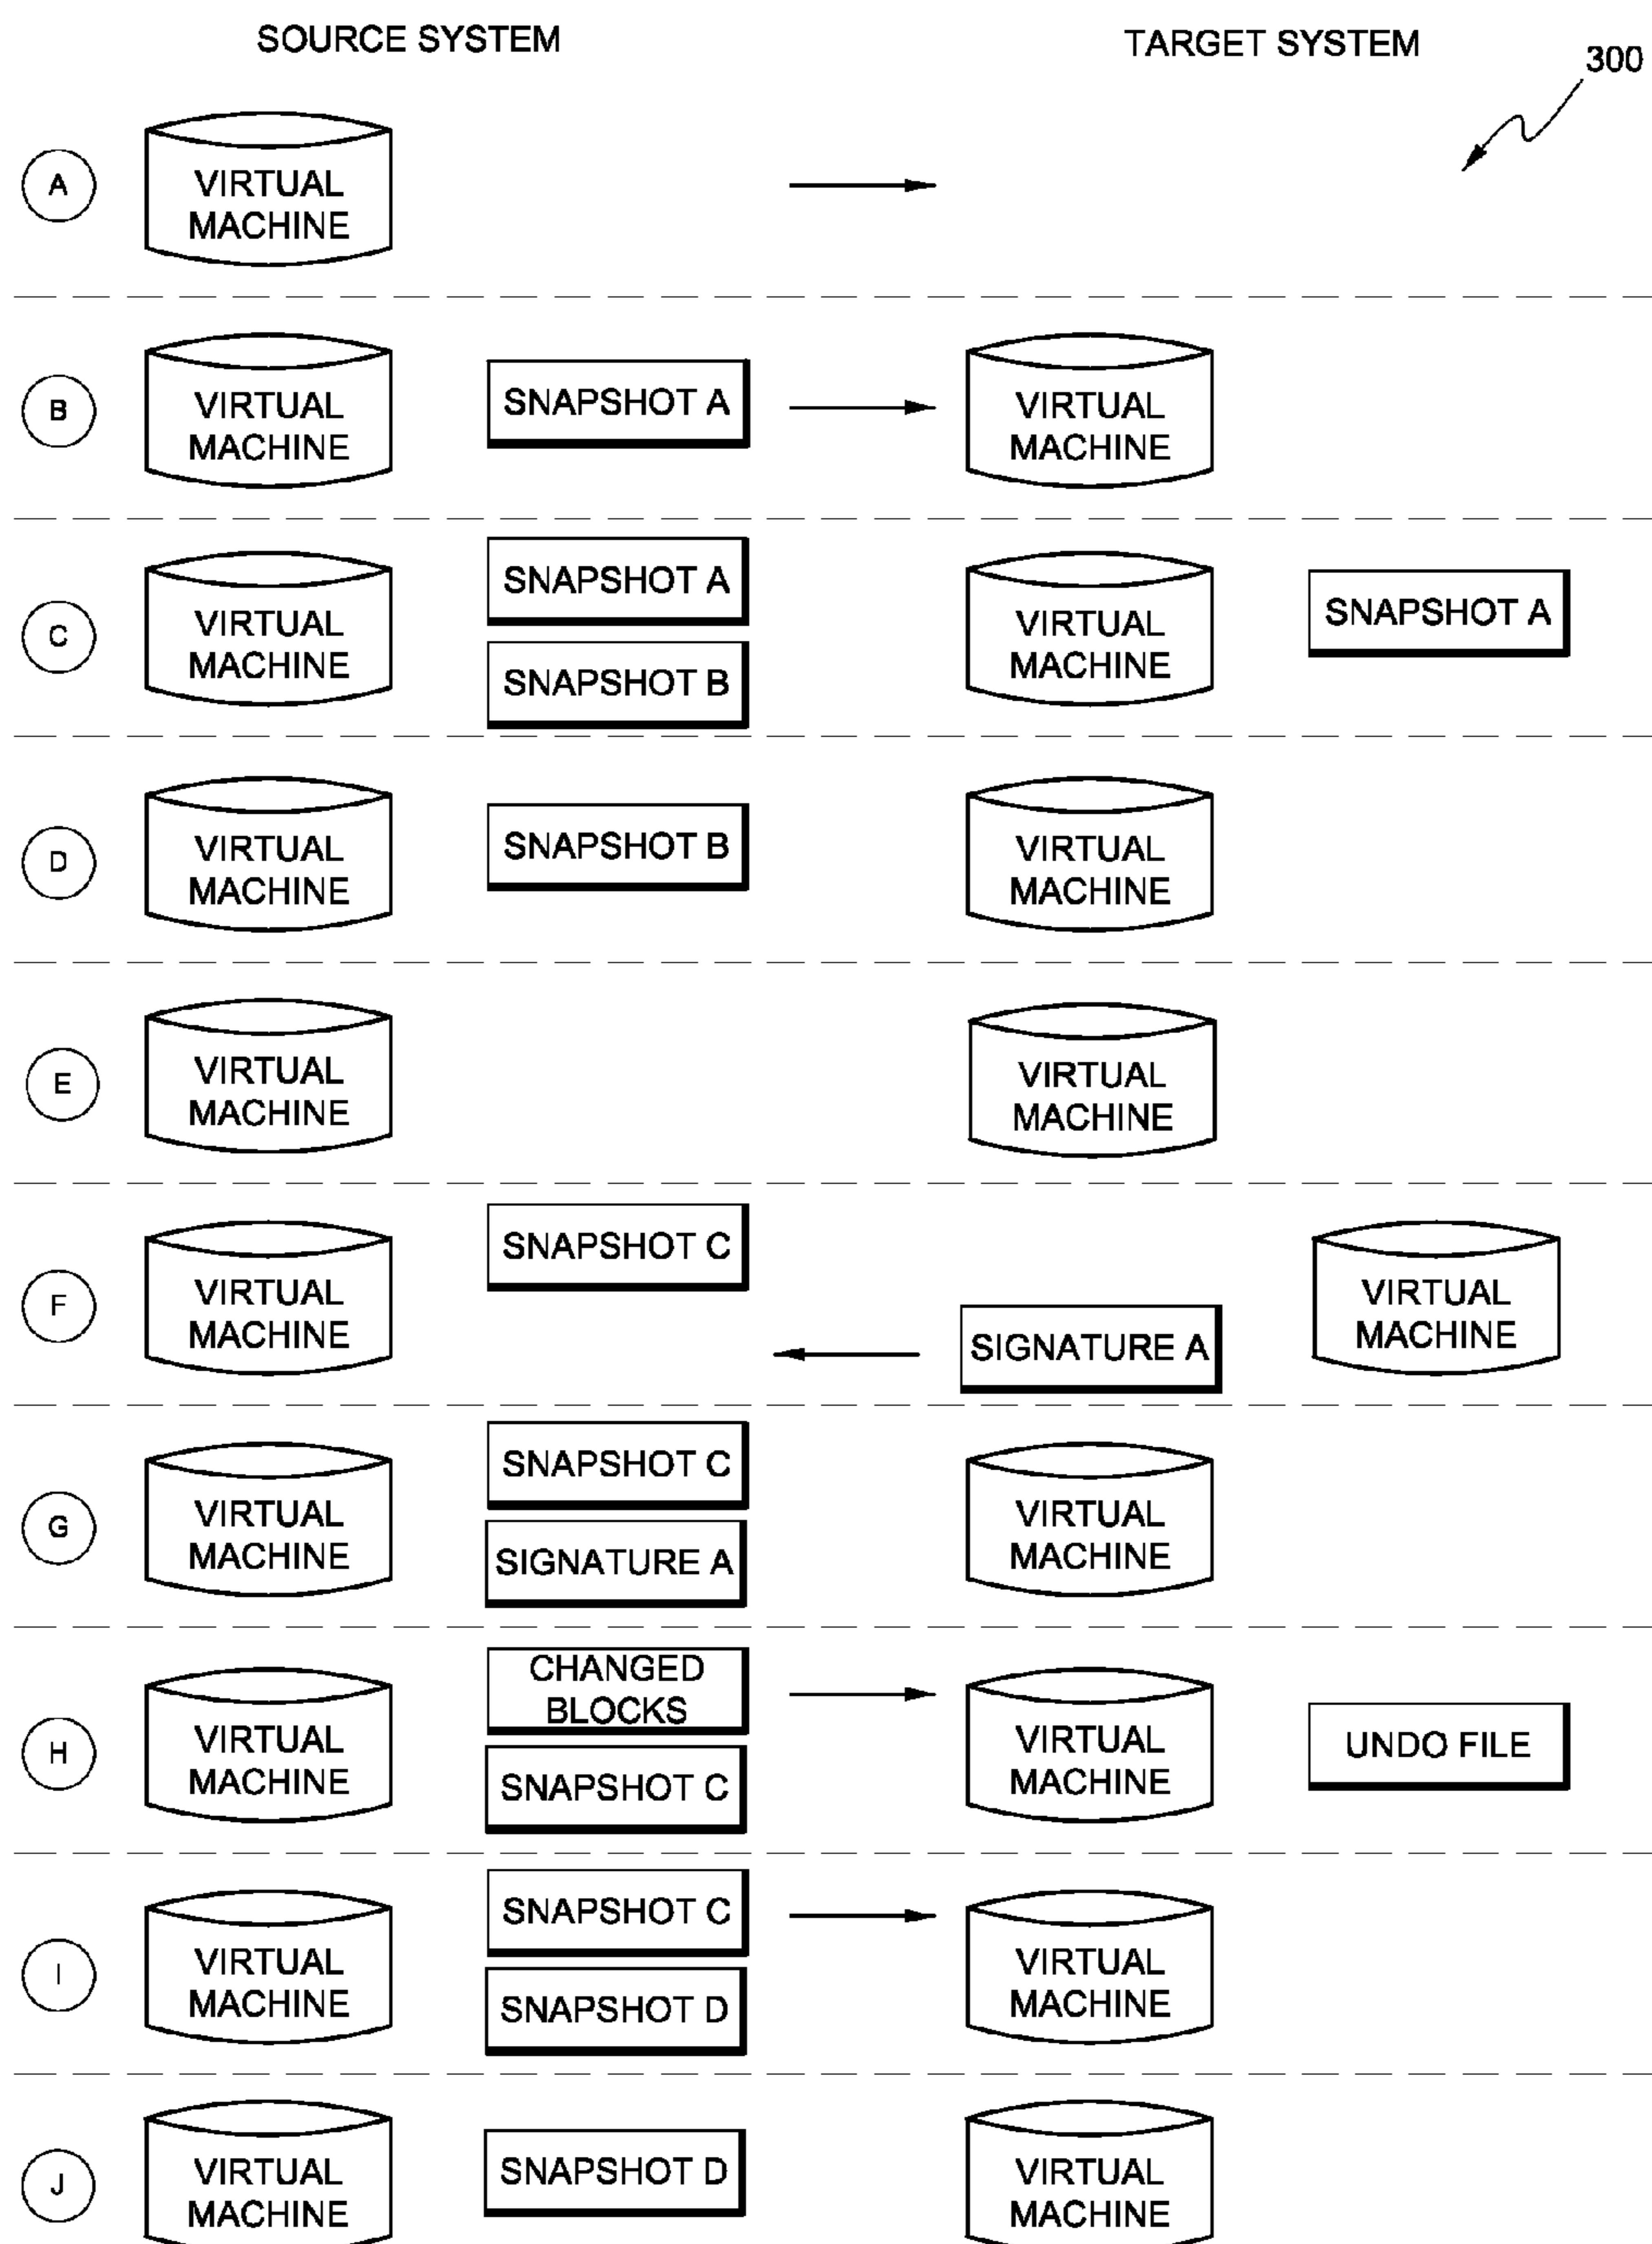 SOURCE SYSTEM
TARGET SYSTEM
300
A
VIRTUAL
MACHINE
B
VIRTUAL
MACHINE
SNAPSHOT A
VIRTUAL
MACHINE
C
VIRTUAL
MACHINE
SNAPSHOT A
SNAPSHOT B
VIRTUAL
MACHINE
SNAPSHOT A
D
VIRTUAL
MACHINE
SNAPSHOT B
VIRTUAL
MACHINE
E
VIRTUAL
MACHINE
VIRTUAL
MACHINE
F
VIRTUAL
MACHINE
SNAPSHOT C
SIGNATURE A
VIRTUAL
MACHINE
G
VIRTUAL
MACHINE
SNAPSHOT C
SIGNATURE A
VIRTUAL
MACHINE
H
VIRTUAL
MACHINE
CHANGED
BLOCKS
SNAPSHOT C
VIRTUAL
MACHINE
UNDO FILE
I
VIRTUAL
MACHINE
SNAPSHOT C
SNAPSHOT D
VIRTUAL
MACHINE
J
VIRTUAL
MACHINE
SNAPSHOT D
VIRTUAL
MACHINE